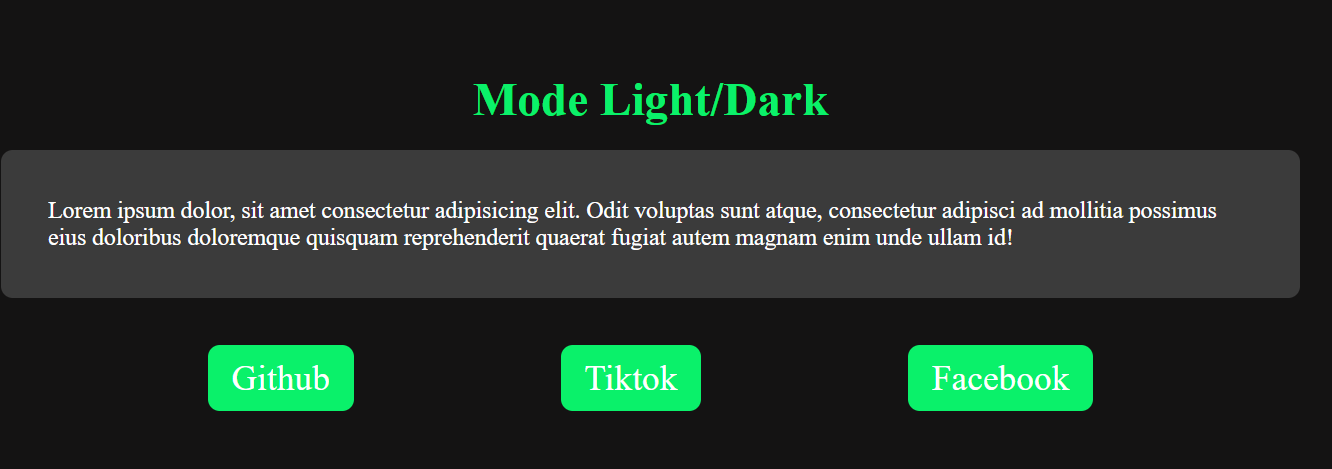 Mode Light/Dark
Lorem ipsum dolor, sit amet consectetur adipisicing elit. Odit voluptas sunt atque, consectetur adipisci ad mollitia possimus
eius doloribus doloremque quisquam reprehenderit quaerat fugiat autem magnam enim unde ullam id!
Github
Tiktok
Facebook